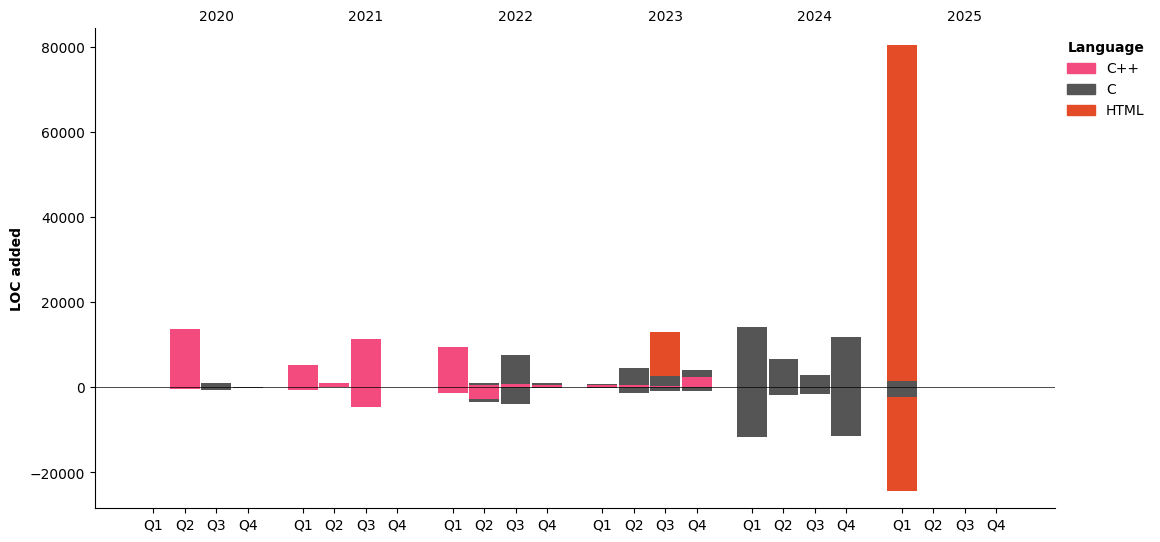 2020 2021 2022 2023 2024 2025
Language
C++
C
HTML
LOC added
80000
60000
40000
20000
0
−20000
Q1 Q2 Q3 Q4 Q1 Q2 Q3 Q4 Q1 Q2 Q3 Q4 Q1 Q2 Q3 Q4 Q1 Q2 Q3 Q4 Q1 Q2 Q3 Q4